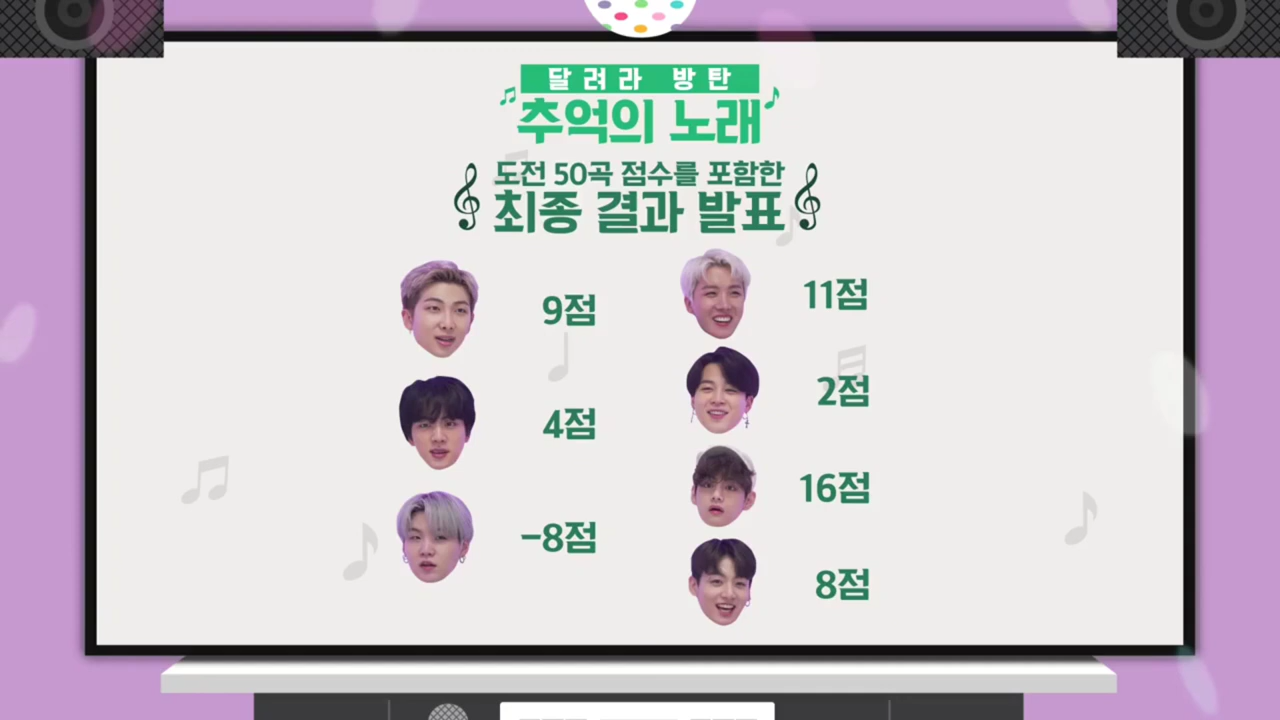 달려라 방탄
추억의 노래
도전 50곡 점수를 포함한
최종 결과 발표
9점
4점
-8점
11점
2점
16점
8점